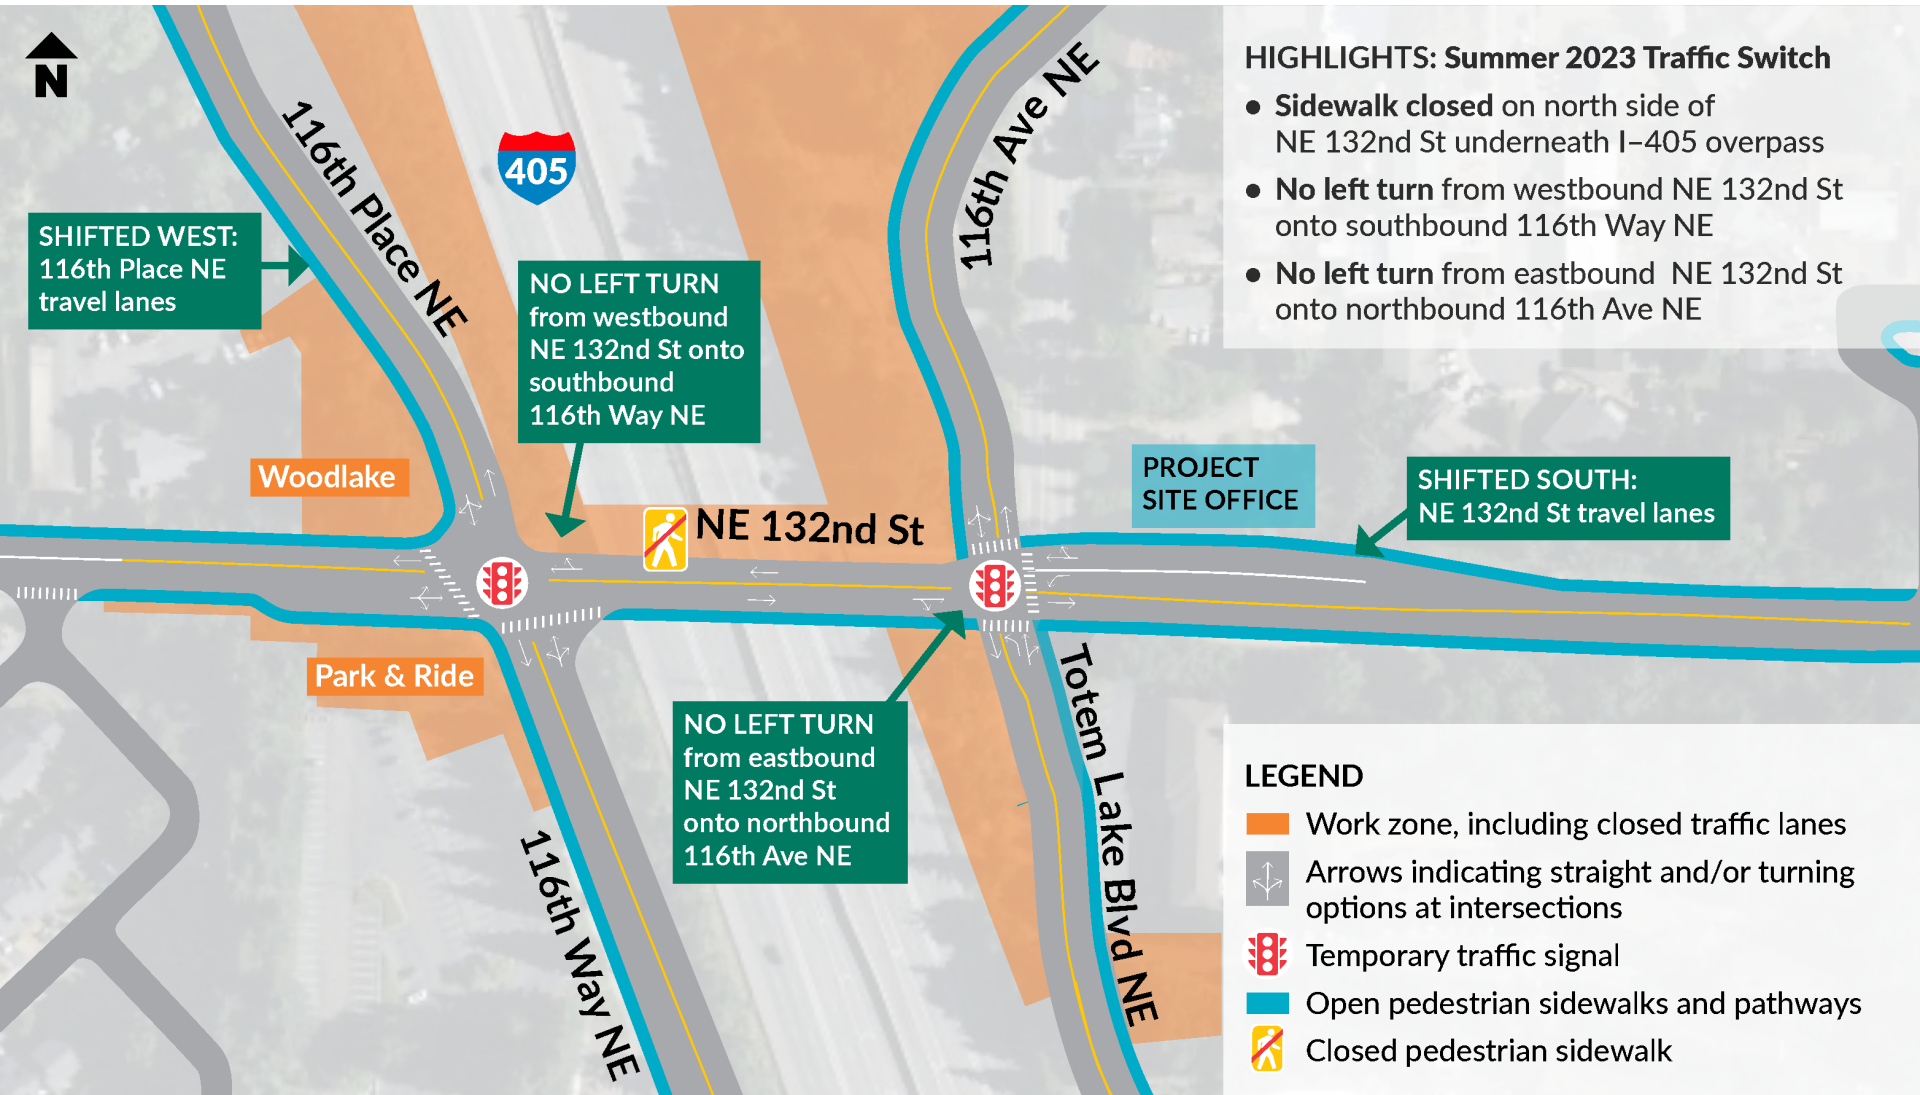 N
HIGHLIGHTS: Summer 2023 Traffic Switch
● Sidewalk closed on north side of
NE 132nd St underneath I–405 overpass
● No left turn from westbound NE 132nd St
onto southbound 116th Way NE
● No left turn from eastbound NE 132nd St
onto northbound 116th Ave NE
116th Place NE
405
116th Ave NE
SHIFTED WEST:
116th Place NE
travel lanes
NO LEFT TURN
from westbound
NE 132nd St onto
southbound
116th Way NE
Woodlake
NE 132nd St
PROJECT
SITE OFFICE
SHIFTED SOUTH:
NE 132nd St travel lanes
Park & Ride
NO LEFT TURN
from eastbound
NE 132nd St
onto northbound
116th Ave NE
Totem Lake Blvd NE
116th Way NE
LEGEND
Work zone, including closed traffic lanes
Arrows indicating straight and/or turning
options at intersections
Temporary traffic signal
Open pedestrian sidewalks and pathways
Closed pedestrian sidewalk